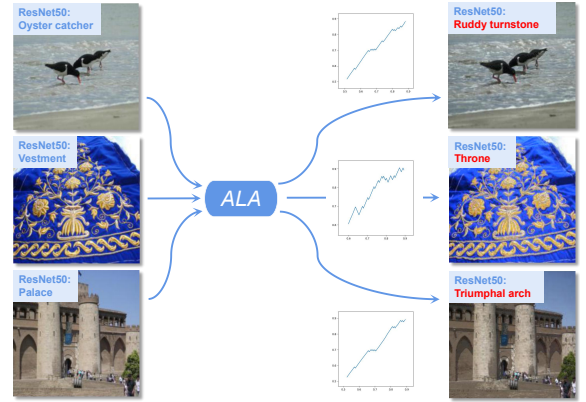 ResNet50:
Oyster catcher
ResNet50:
Ruddy turnstone
ResNet50:
Vestment
ALA
ResNet50:
Throne
ResNet50:
Palace
ResNet50:
Triumphal arch